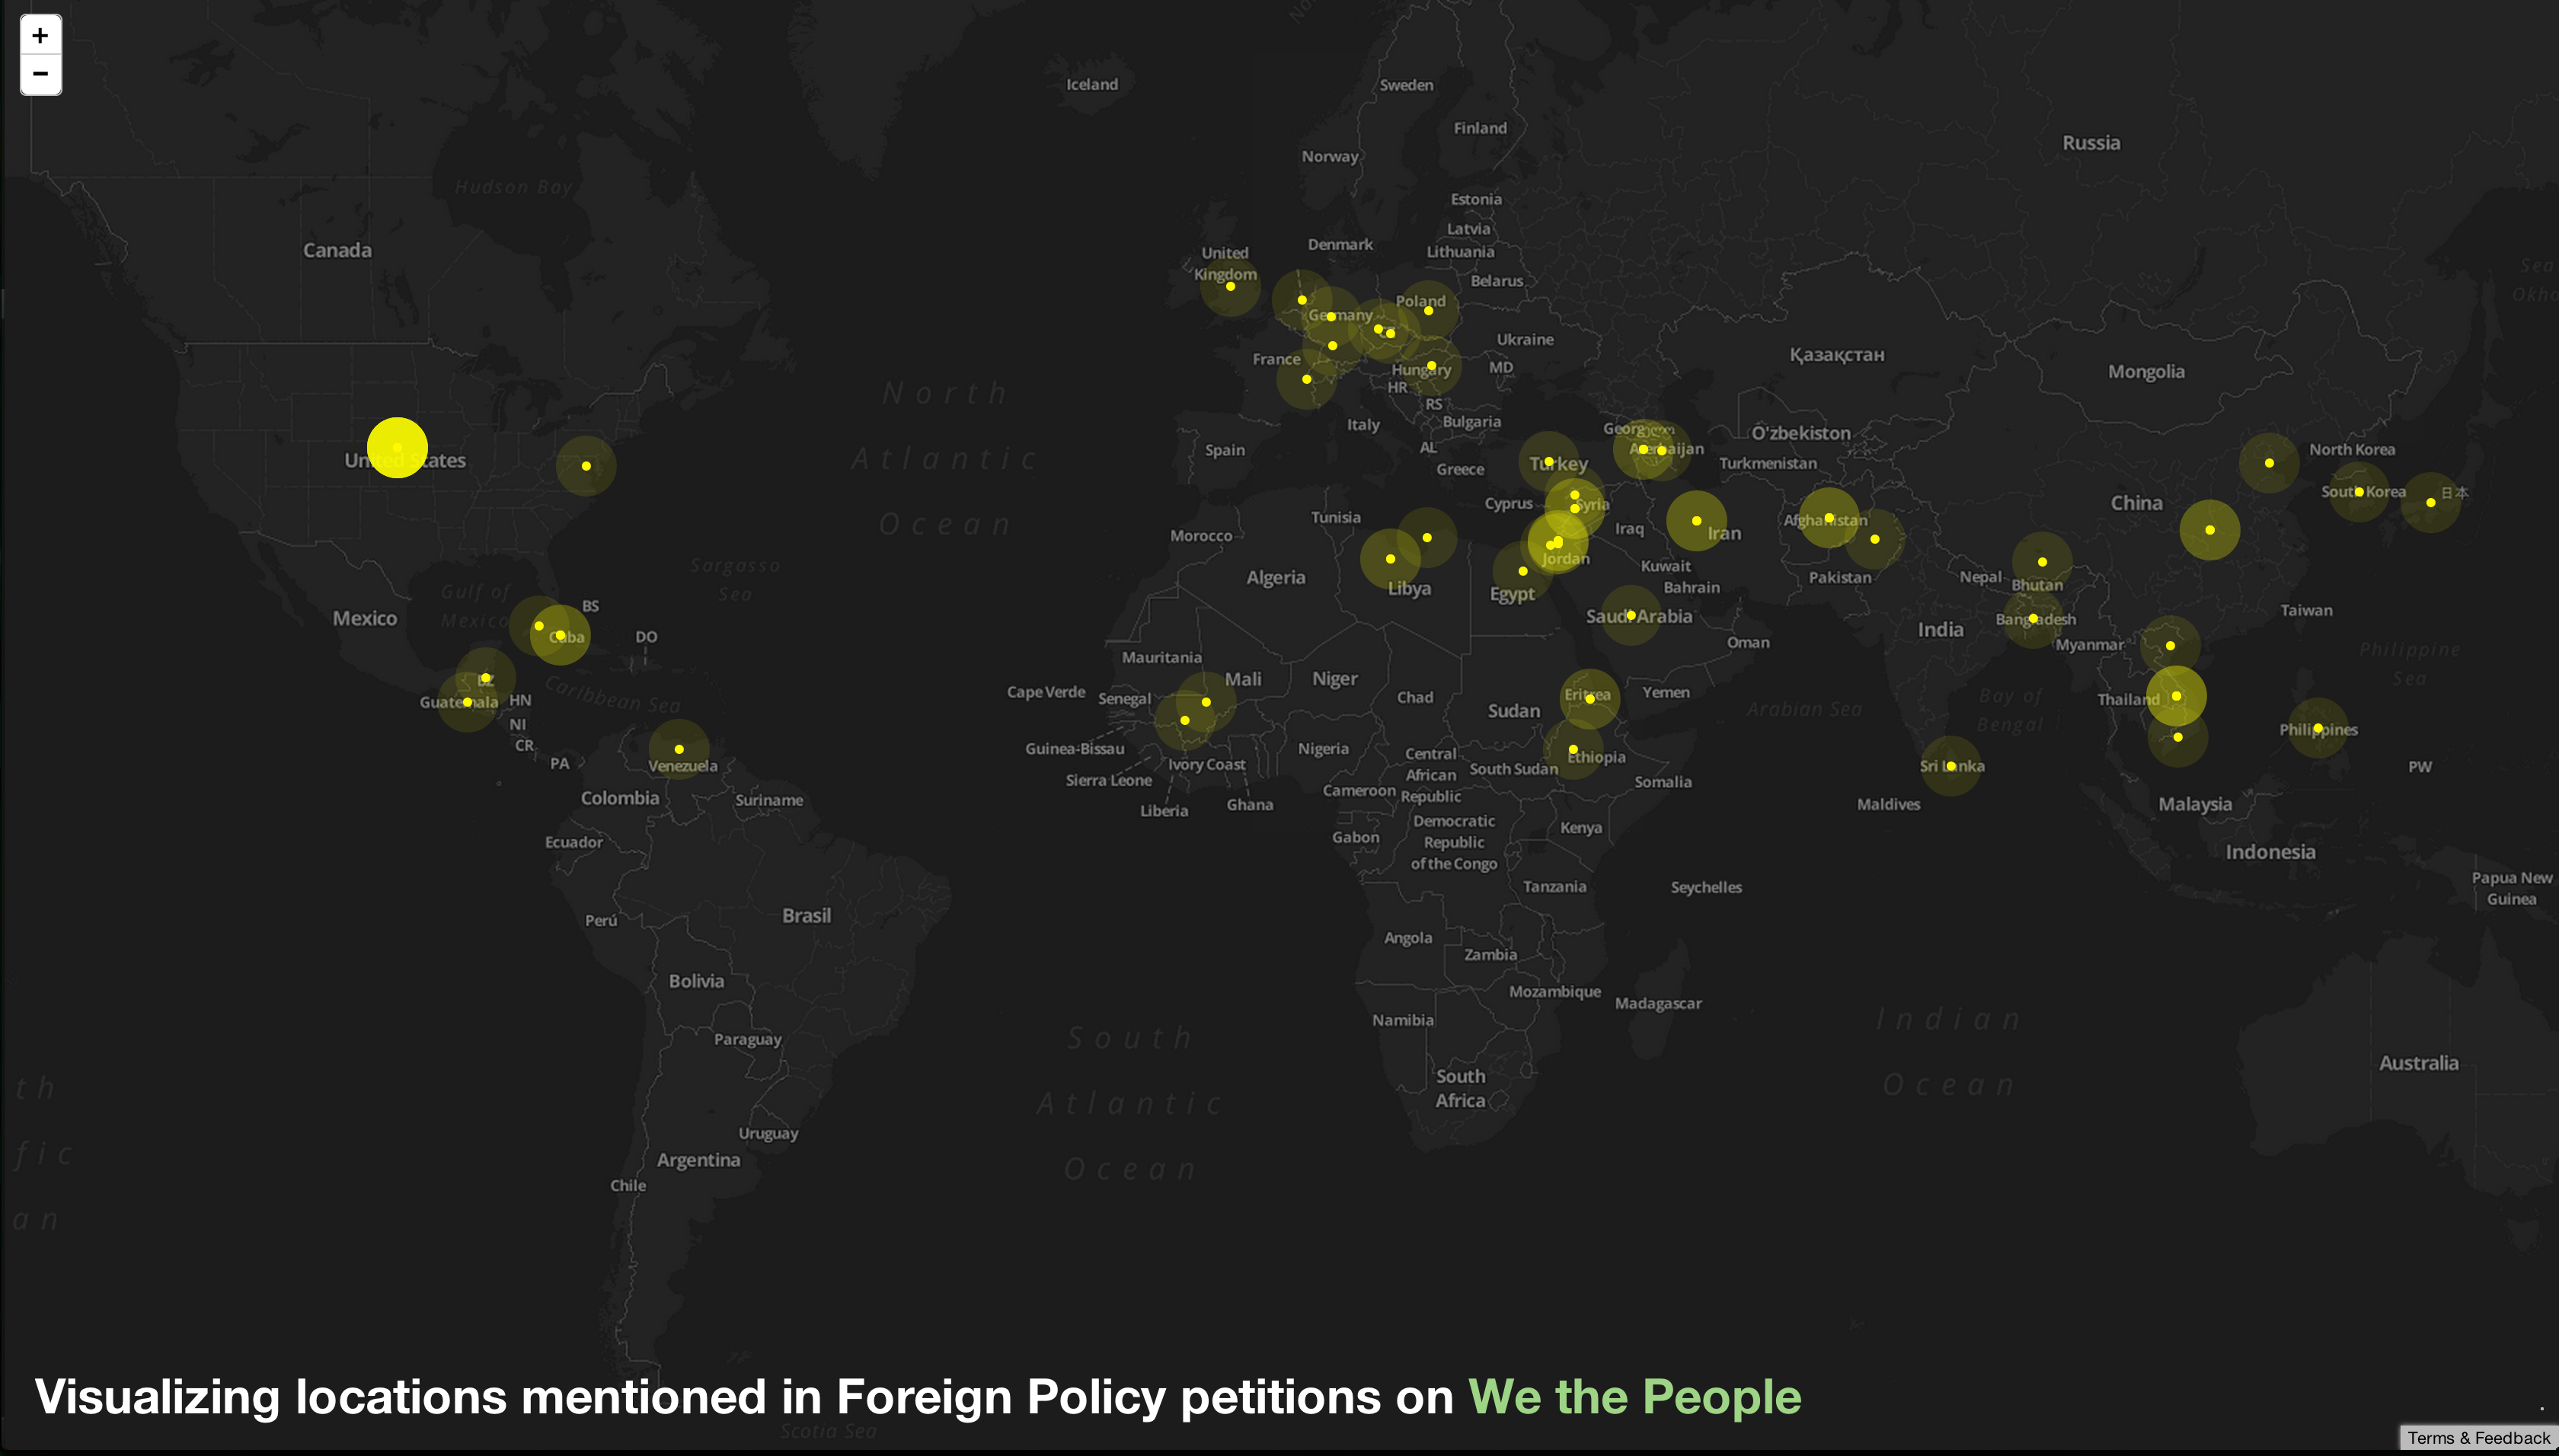 +
−
Iceland
Sweden
Finland
Norway
Russia
Hudson Bay
Canada
Estonia
Latvia
Lithuania
Denmark
Belarus
United
Kingdom
Poland
Germany
CZ
Ukraine
France
Hungary
MD
HR
RS
Italy
Bulgaria
AL
Spain
Greece
Қазақстан
Mongolia
O'zbekiston
Azerbaijan
Turkmenistan
Turkey
North Korea
South Korea
日本
China
North
Atlantic
Ocean
United States
Cyprus
Syria
Tunisia
Iraq
Iran
Afghanistan
Morocco
Jordan
Algeria
Libya
Egypt
Kuwait
Bahrain
Pakistan
Nepal
Bhutan
Sargasso
Sea
Gulf of
Mexico
Mexico
BS
Cuba
DO
Saudi Arabia
Oman
India
Bangladesh
Myanmar
Taiwan
Philippine
Sea
BZ
Guatemala
HN
NI
CR
PA
Caribbean Sea
Venezuela
Mauritania
Mali
Niger
Cape Verde
Senegal
Chad
Sudan
Eritrea
Yemen
Arabian Sea
Bay of
Bengal
Thailand
Philippines
Guinea-Bissau
Sierra Leone
Ivory Coast
Liberia
Ghana
Nigeria
Cameroon
Central
African
Republic
South Sudan
Ethiopia
Somalia
Sri Lanka
Maldives
Malaysia
PW
Colombia
Suriname
Ecuador
Gabon
Democratic
Republic
of the Congo
Kenya
Indonesia
Perú
Brasil
Tanzania
Seychelles
Papua New
Guinea
Bolivia
Angola
Zambia
Mozambique
Madagascar
Namibia
Paraguay
South
Atlantic
Ocean
Indian
Ocean
Australia
South
Africa
Uruguay
Argentina
Chile
th
fic
an
Visualizing locations mentioned in Foreign Policy petitions on We the People
Scotia Sea
Terms & Feedback